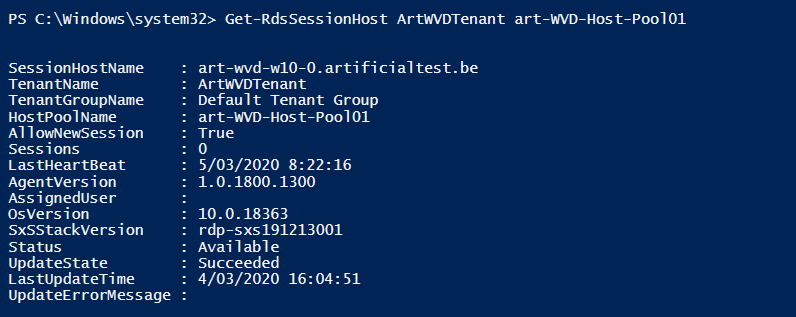 PS C:\Windows\system32> Get-RdsSessionHost ArtWVDTenant art-WVD-Host-Pool01
SessionHostName : art-wvd-w10-0.artificialtest.be
TenantName : ArtWVDTenant
TenantGroupName : Default Tenant Group
HostPoolName : art-WVD-Host-Pool01
AllowNewSession : True
Sessions : 0
LastHeartBeat : 5/03/2020 8:22:16
AgentVersion : 1.0.1800.1300
AssignedUser :
OsVersion : 10.0.18363
SxSStackVersion : rdp-sxs191213001
Status : Available
UpdateState : Succeeded
LastUpdateTime : 4/03/2020 16:04:51
UpdateErrorMessage :